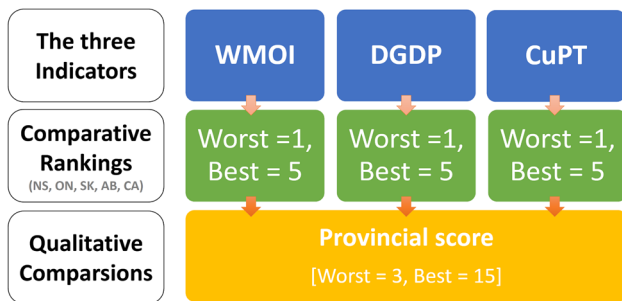 The three
Indicators
WMOI
DGDP
CuPT
Comparative
Rankings
(NS, ON, SK, AB, CA)
Worst =1,
Best = 5
Worst =1,
Best = 5
Worst =1,
Best = 5
Qualitative
Comparsions
Provincial score
[Worst = 3, Best = 15]